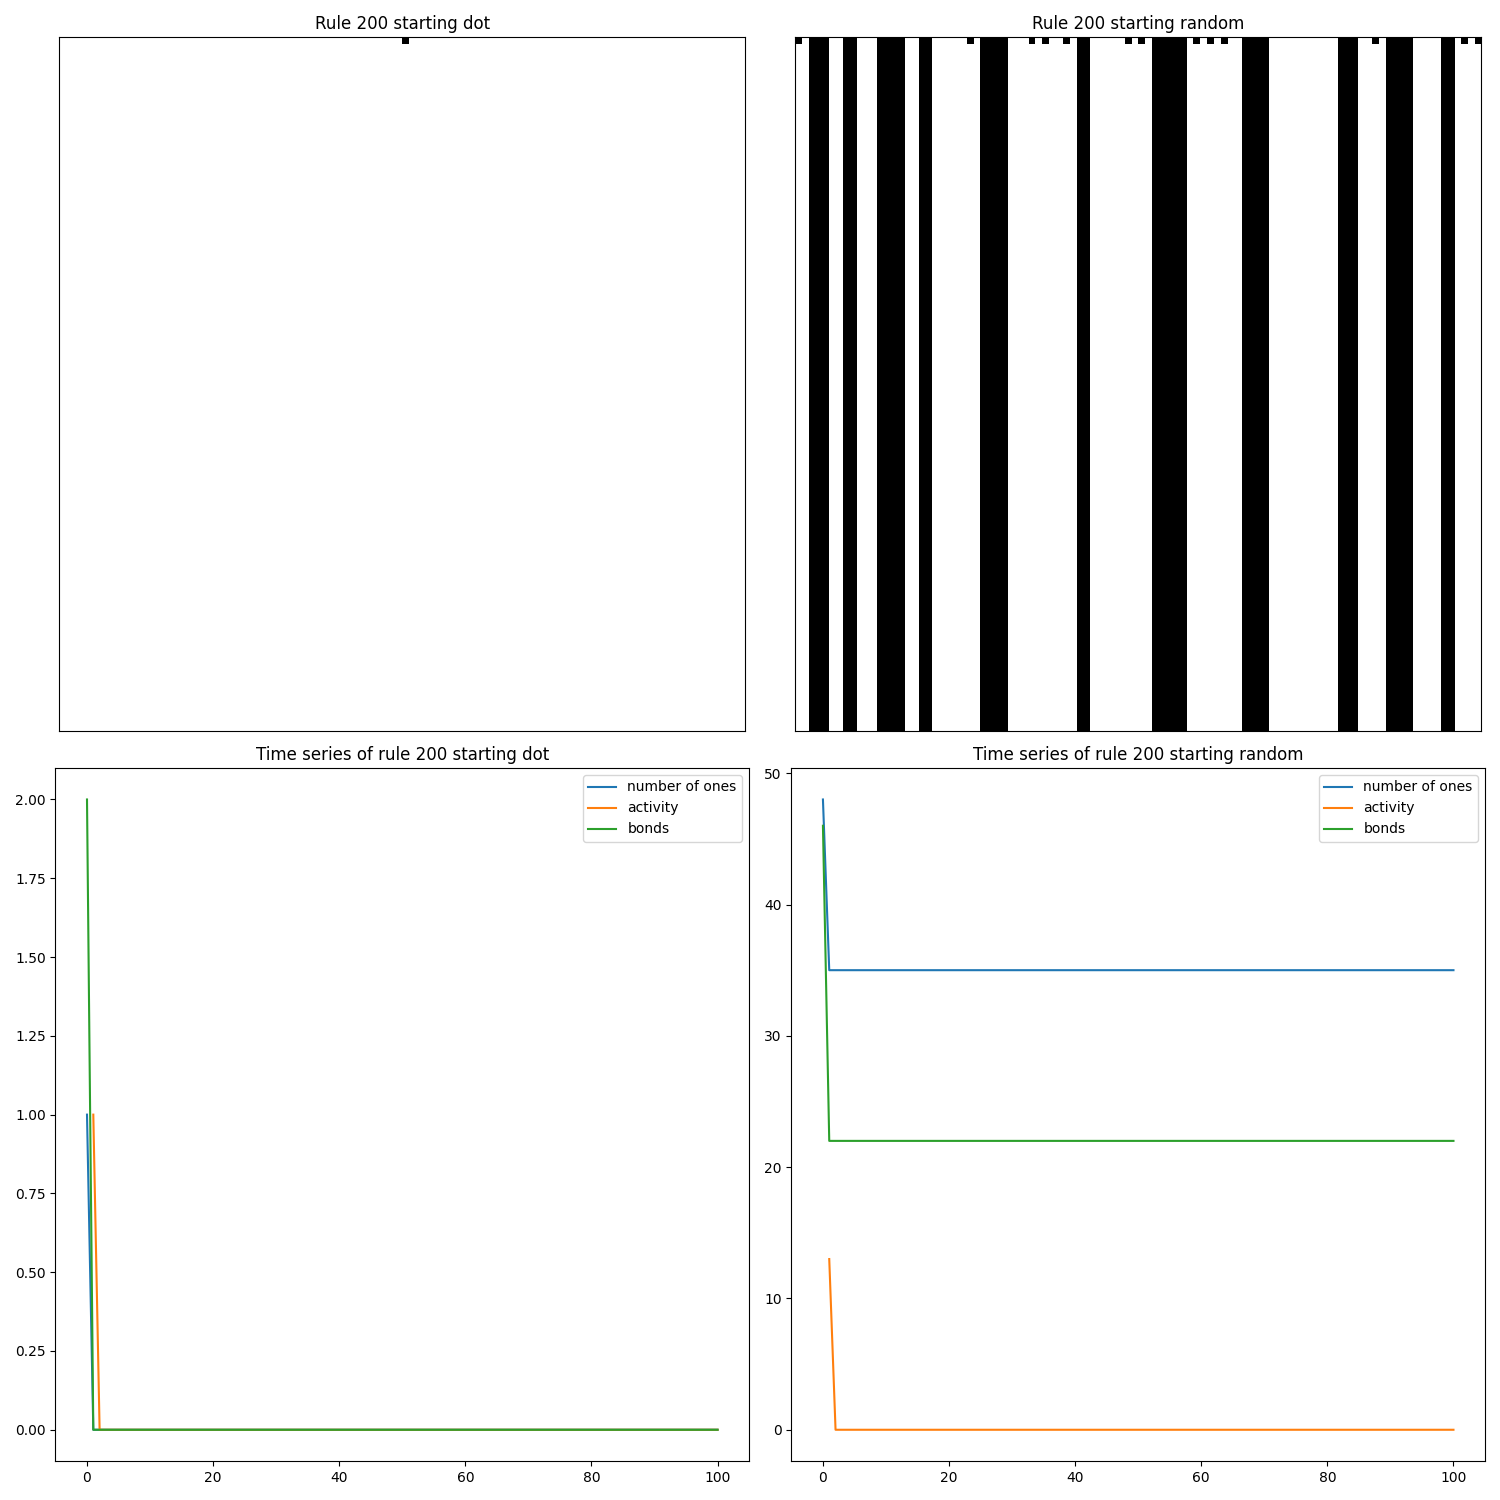 Rule 200 starting dot
Rule 200 starting random
Time series of rule 200 starting dot
2.00
1.75
1.50
1.25
1.00
0.75
0.50
0.25
0.00
0
20
40
60
80
100
number of ones
activity
bonds
Time series of rule 200 starting random
50
40
30
20
10
0
0
20
40
60
80
100
number of ones
activity
bonds